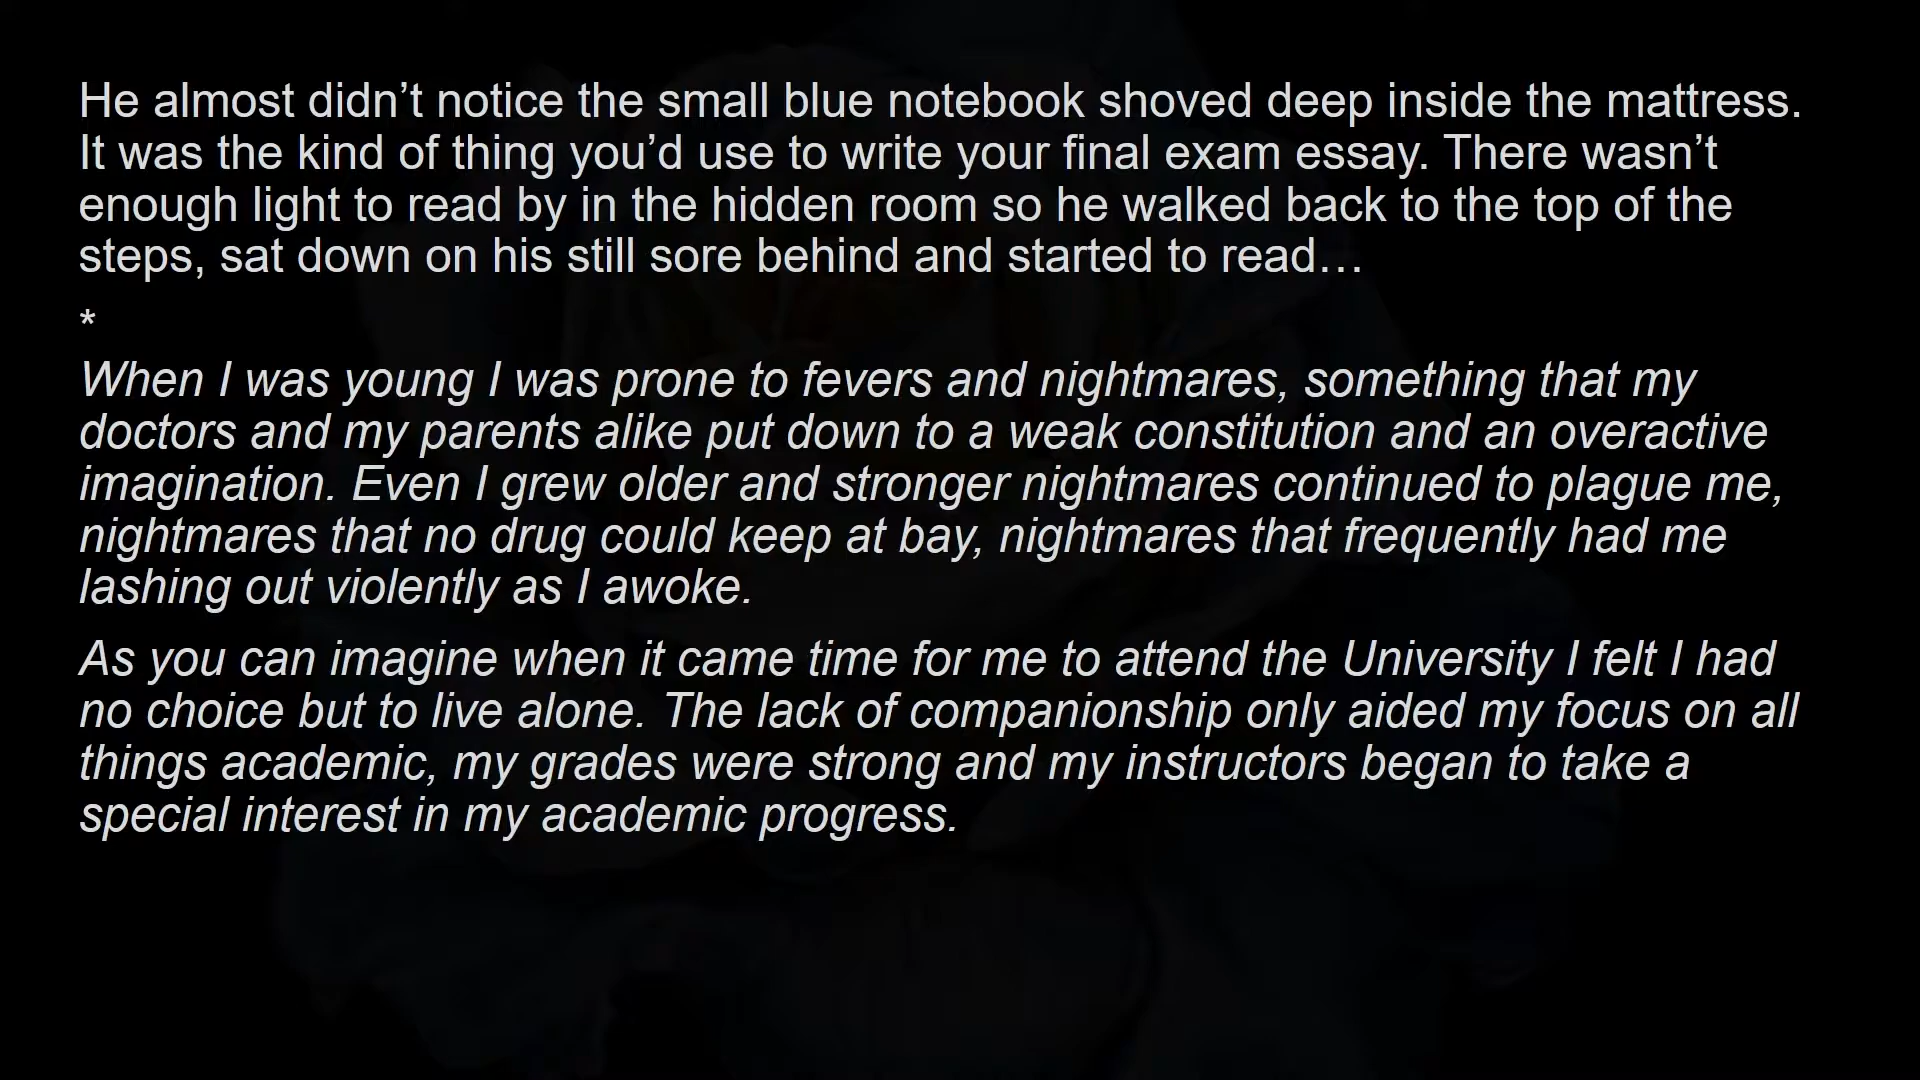 He almost didn’t notice the small blue notebook shoved deep inside the mattress.
It was the kind of thing you’d use to write your final exam essay. There wasn’t
enough light to read by in the hidden room so he walked back to the top of the
steps, sat down on his still sore behind and started to read…
*
When I was young I was prone to fevers and nightmares, something that my
doctors and my parents alike put down to a weak constitution and an overactive
imagination. Even I grew older and stronger nightmares continued to plague me,
nightmares that no drug could keep at bay, nightmares that frequently had me
lashing out violently as I awoke.
As you can imagine when it came time for me to attend the University I felt I had
no choice but to live alone. The lack of companionship only aided my focus on all
things academic, my grades were strong and my instructors began to take a
special interest in my academic progress.